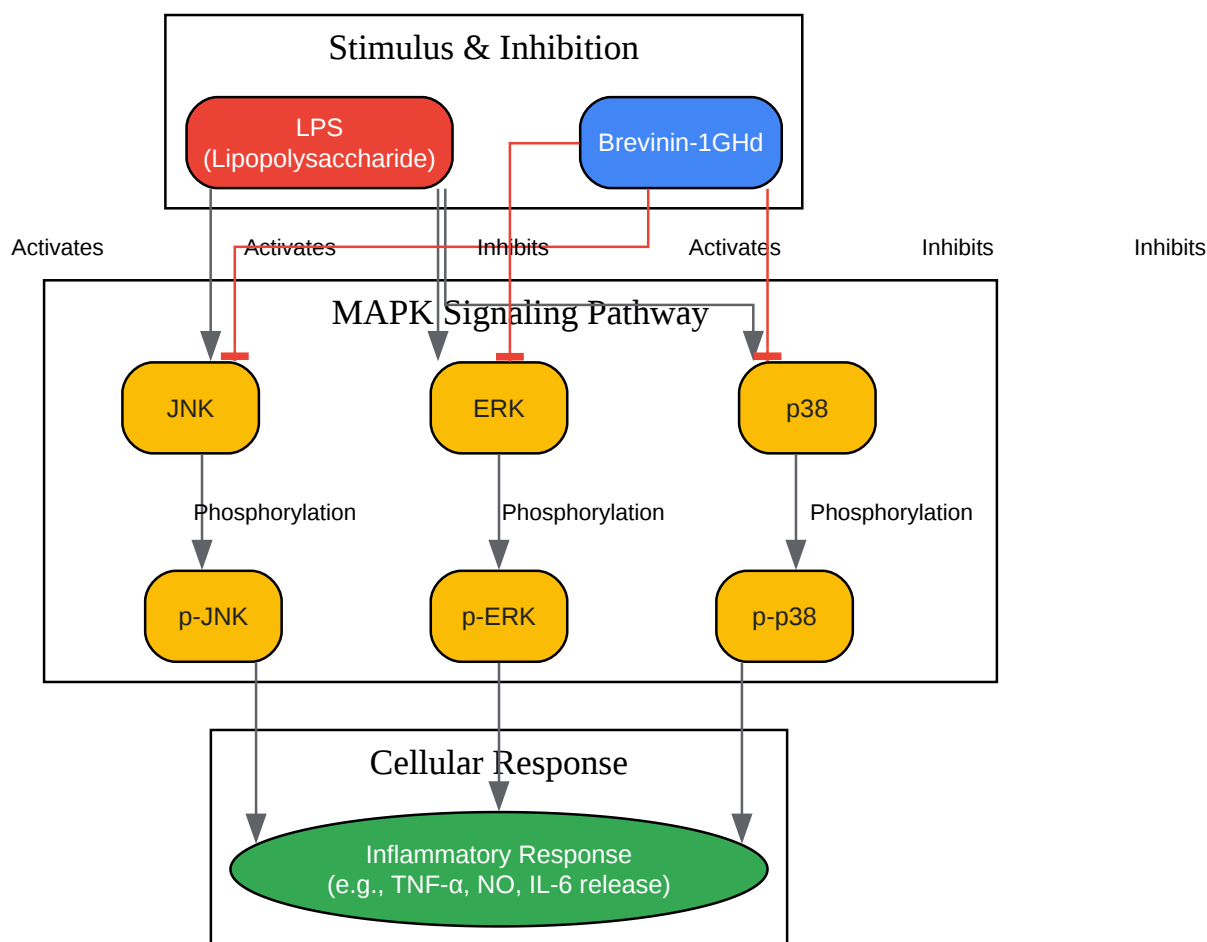 Stimulus & Inhibition
LPS
(Lipopolysaccharide)
Brevinin-1GHd
Activates
Activates
Inhibits
Activates
Inhibits
Inhibits
MAPK Signaling Pathway
JNK
ERK
p38
Phosphorylation
Phosphorylation
Phosphorylation
p-JNK
p-ERK
p-p38
Cellular Response
Inflammatory Response
(e.g., TNF-α, NO, IL-6 release)